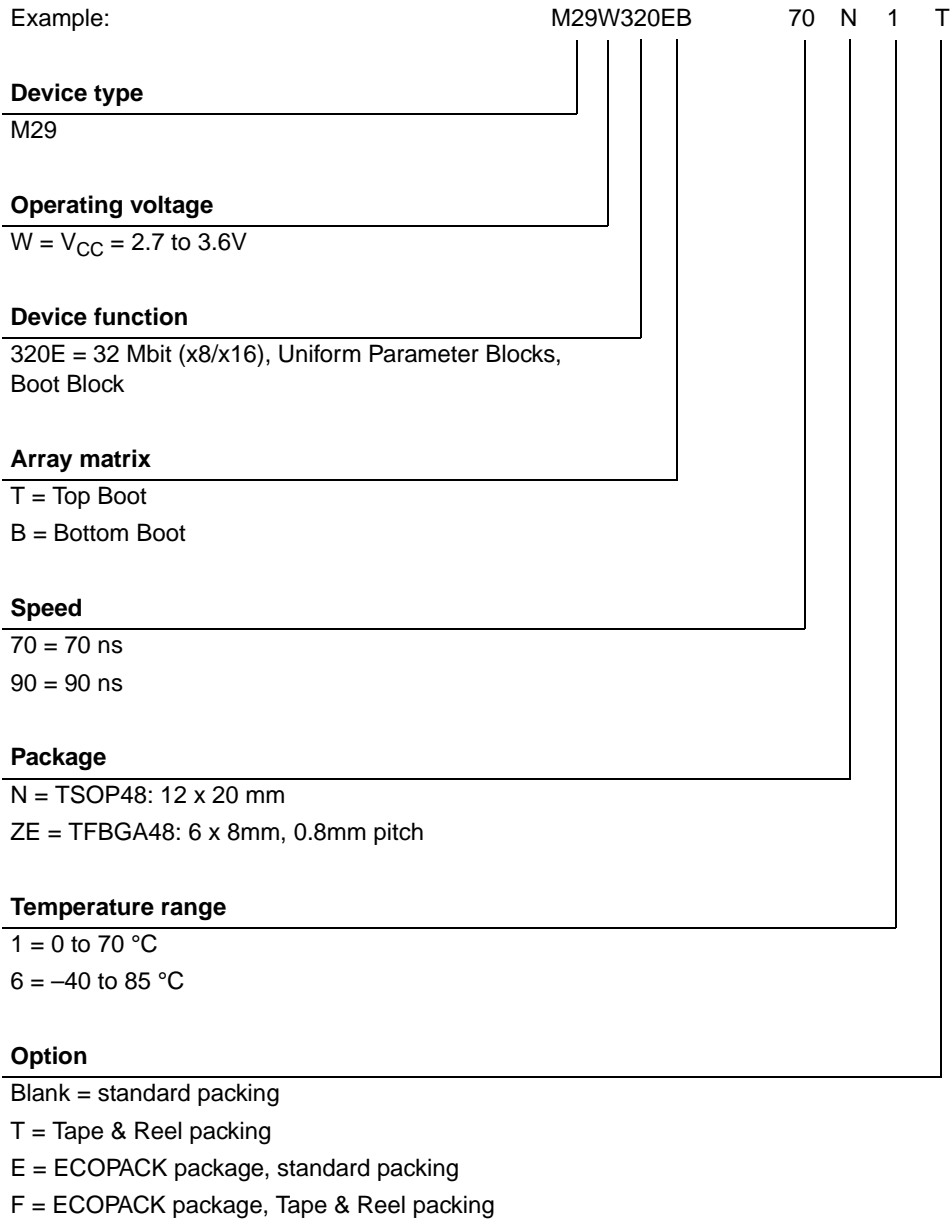 Example: M29W320EB 70 N 1 T
Device type
M29
Operating voltage
W = VCC = 2.7 to 3.6V
Device function
320E = 32 Mbit (x8/x16), Uniform Parameter Blocks,
Boot Block
Array matrix
T = Top Boot
B = Bottom Boot
Speed
70 = 70 ns
90 = 90 ns
Package
N = TSOP48: 12 x 20 mm
ZE = TFBGA48: 6 x 8mm, 0.8mm pitch
Temperature range
1 = 0 to 70 °C
6 = –40 to 85 °C
Option
Blank = standard packing
T = Tape & Reel packing
E = ECOPACK package, standard packing
F = ECOPACK package, Tape & Reel packing